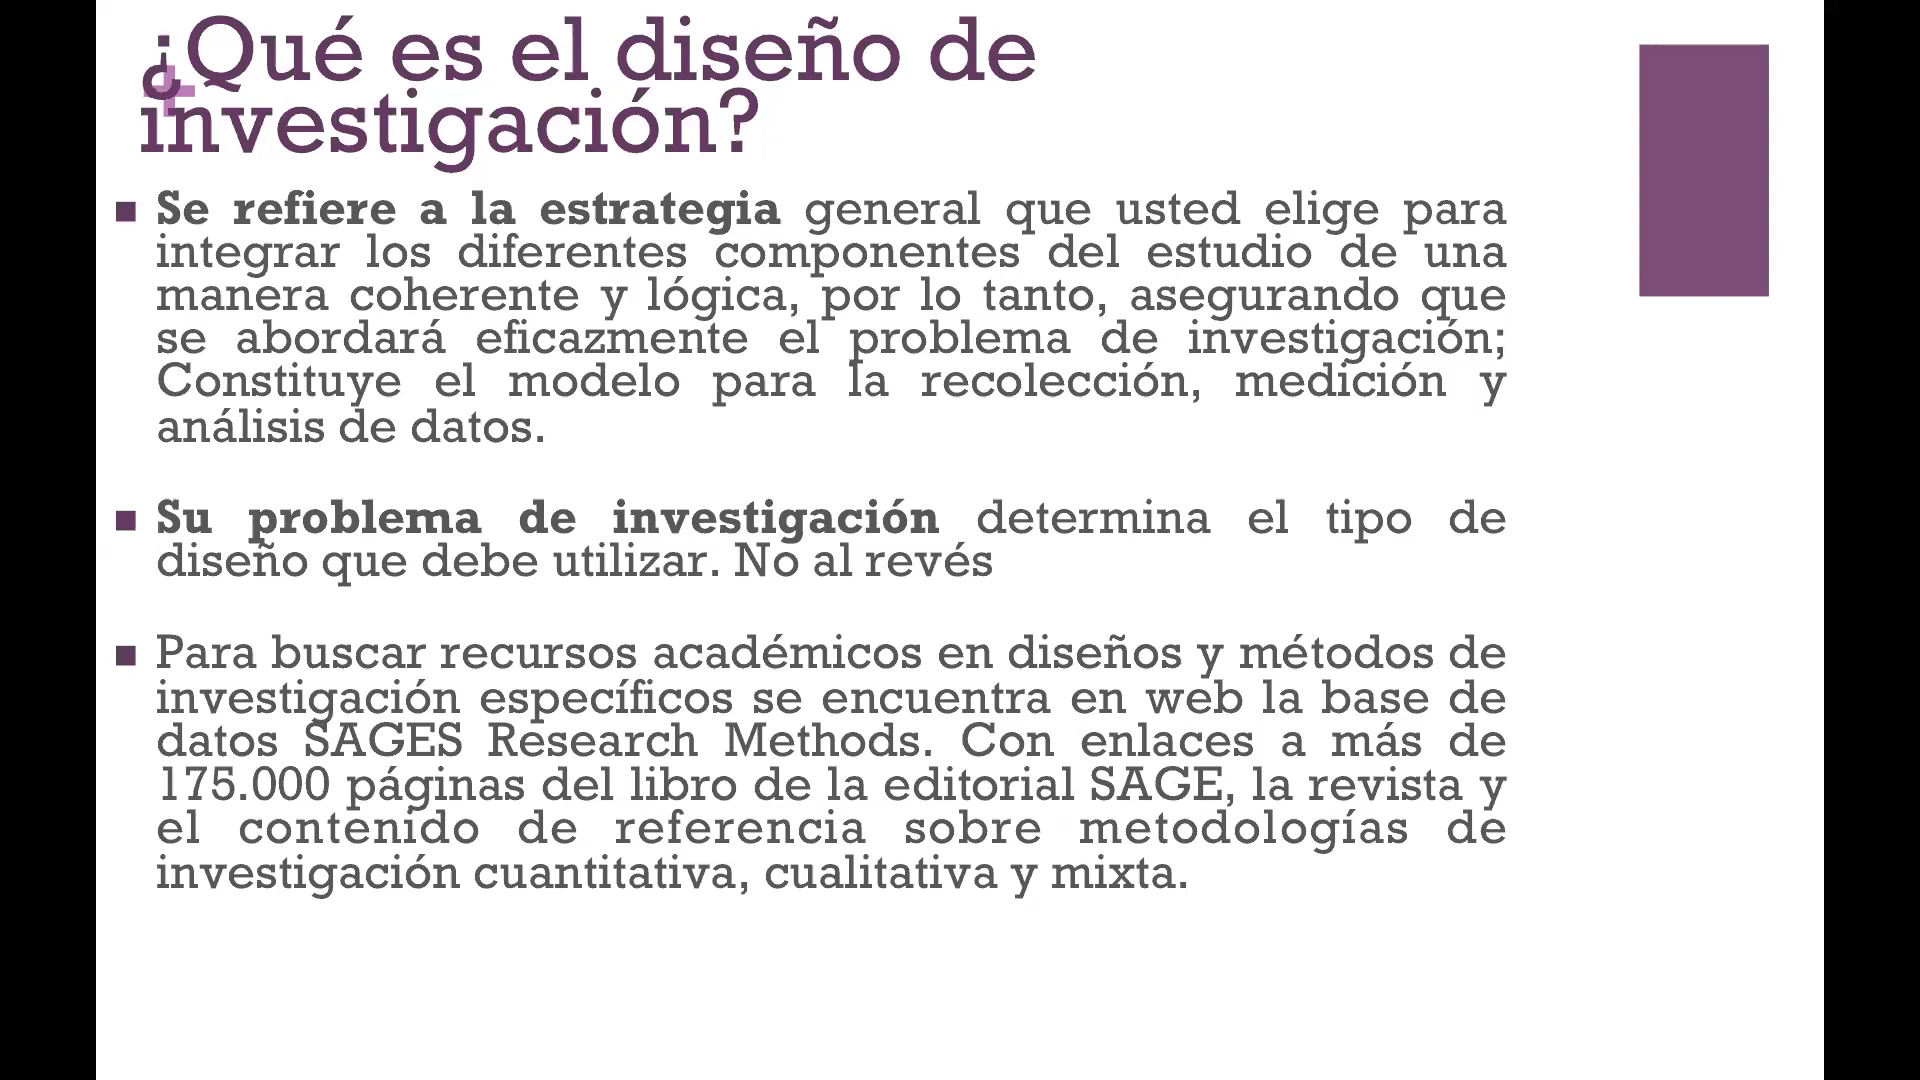 ¿Qué es el diseño de
investigación?
■ Se refiere a la estrategia general que usted elige para
integrar los diferentes componentes del estudio de una
manera coherente y lógica, por lo tanto, asegurando que
se abordará eficazmente el problema de investigación;
Constituye el modelo para la recolección, medición y
análisis de datos.
■ Su problema de investigación determina el tipo de
diseño que debe utilizar. No al revés
■ Para buscar recursos académicos en diseños y métodos de
investigación específicos se encuentra en web la base de
datos SAGES Research Methods. Con enlaces a más de
175.000 páginas del libro de la editorial SAGE, la revista y
el contenido de referencia sobre metodologías de
investigación cuantitativa, cualitativa y mixta.